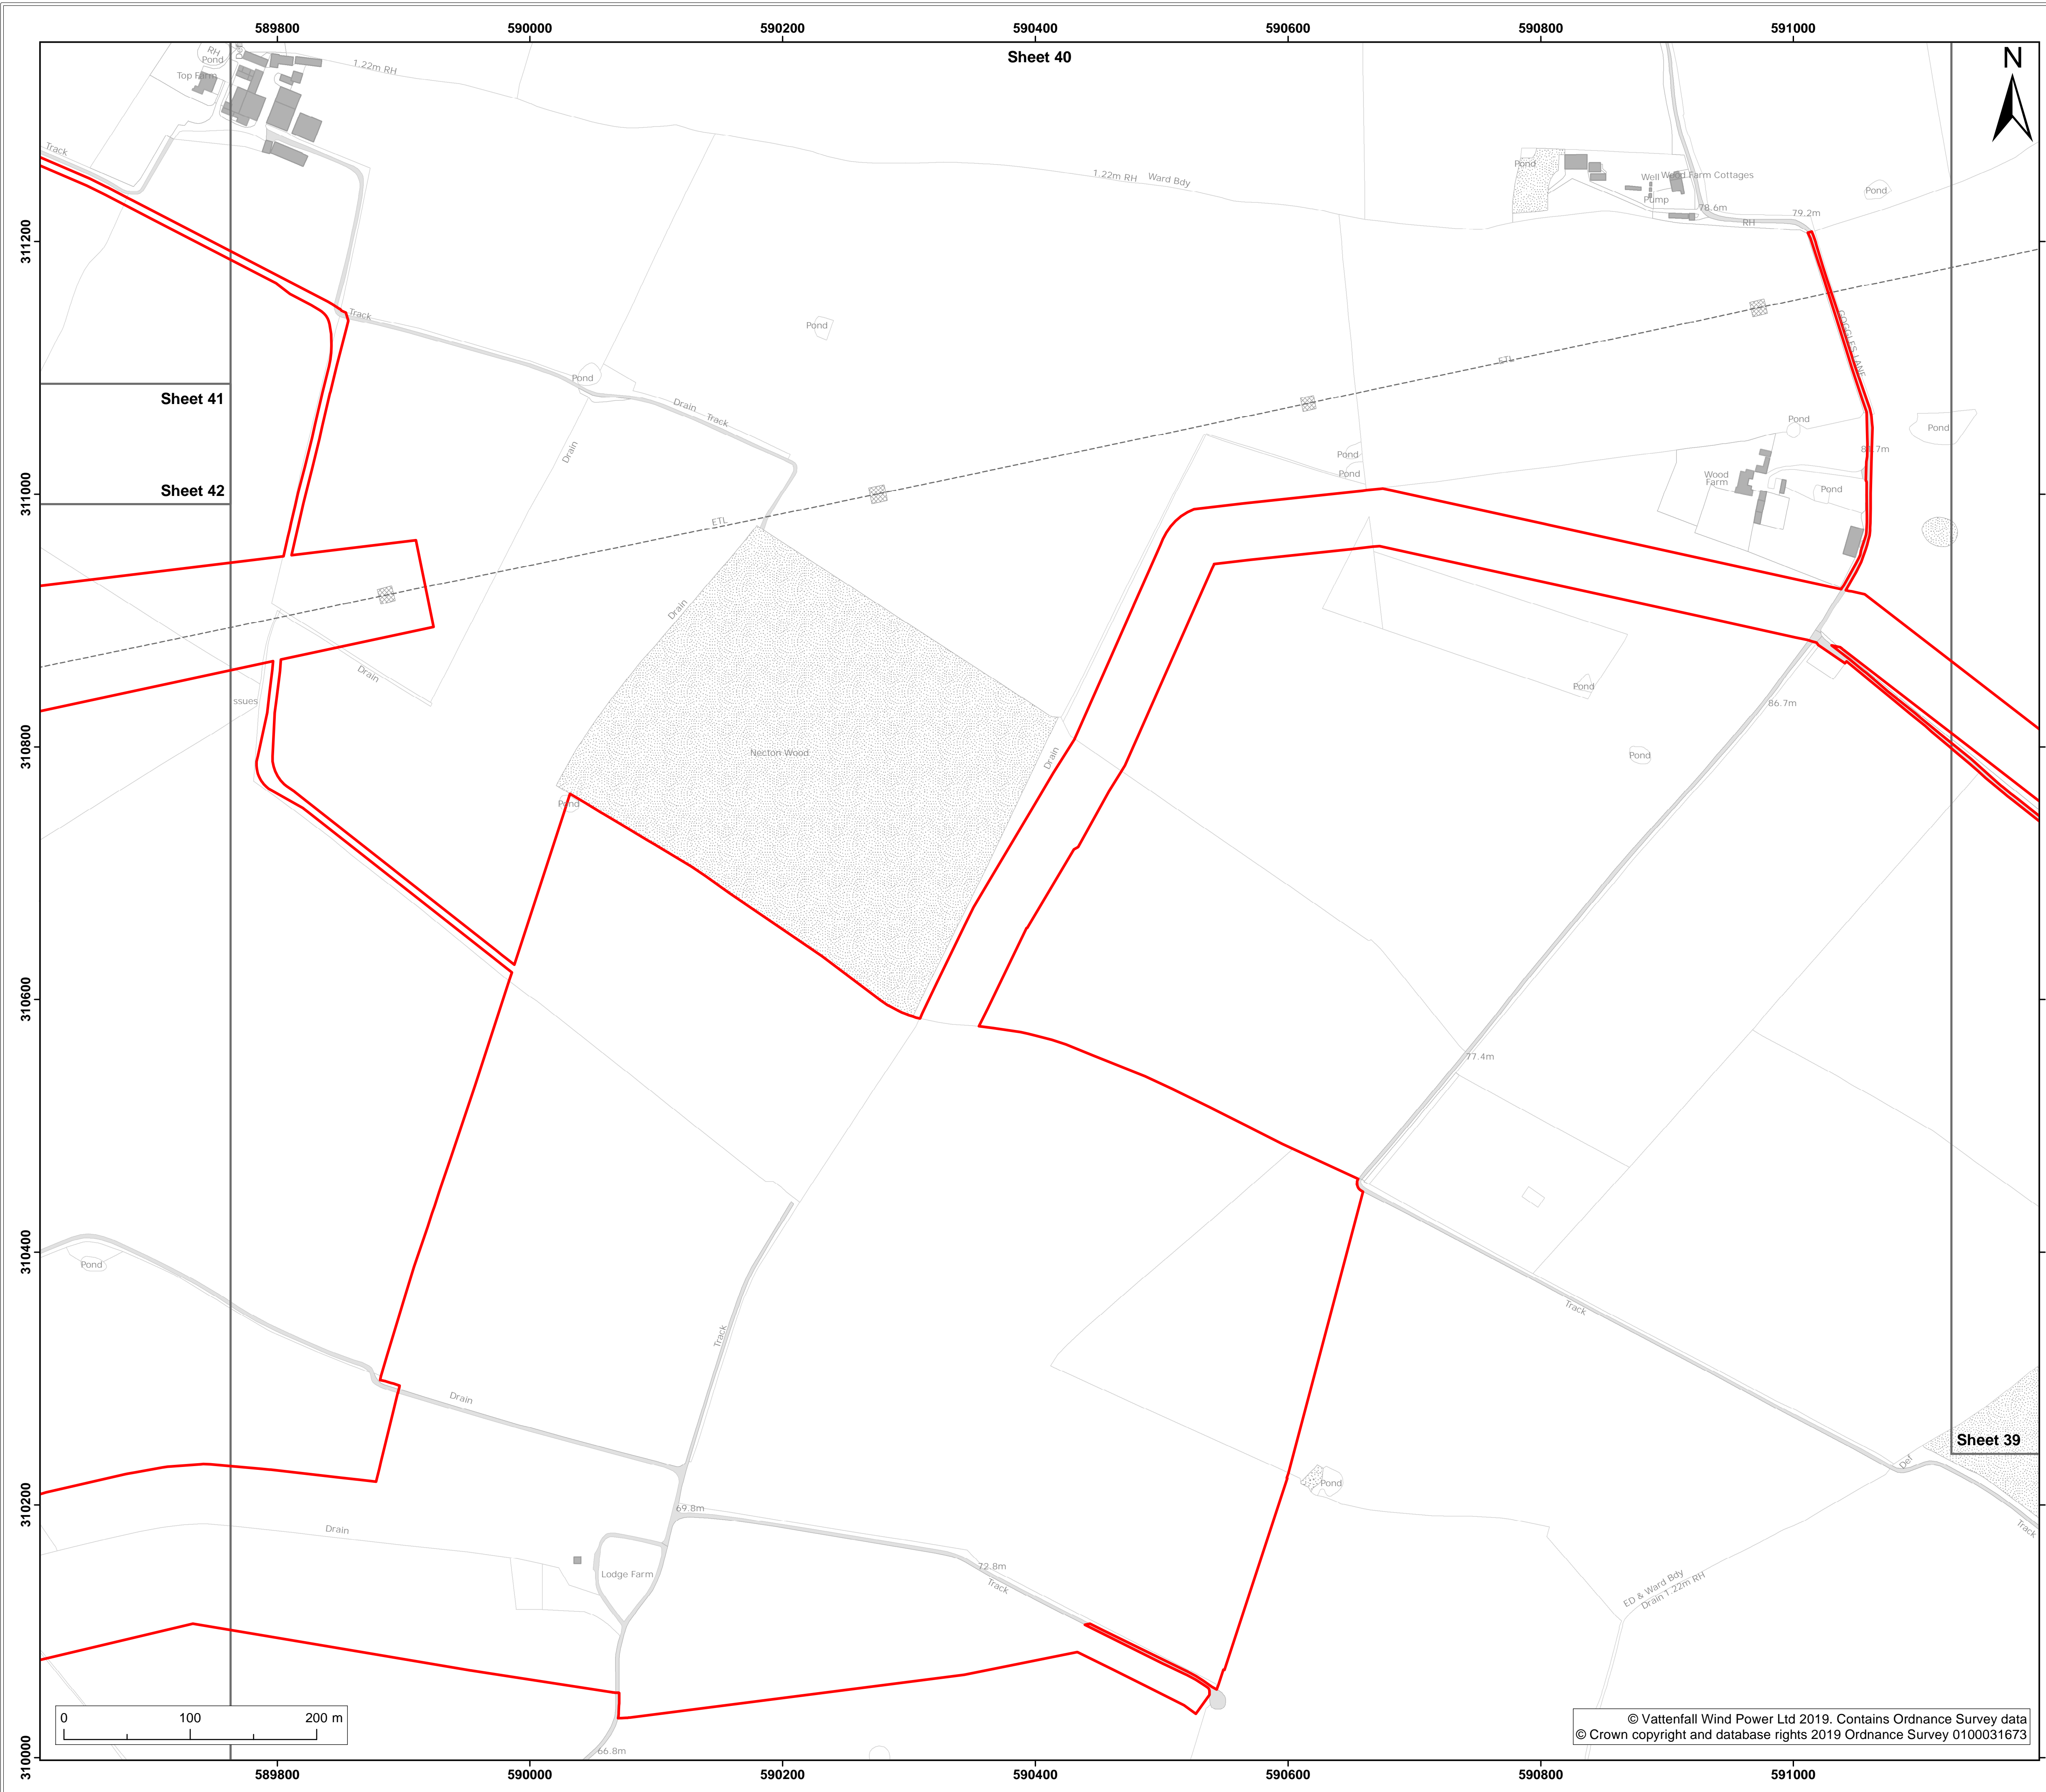 589800 590000 590200 590400 590600 590800 591000
Sheet 40
N
RH
Pond
Top Farm
1.22m RH
Track
1.22m RH
Ward Bdy
Pond
Well
Wood Farm Cottages
Pump
78.6m
79.2m
RH
Pond
311200
Track
Pond
Pond
ETL
GOGGLES LANE
Sheet 41
Drain
Track
Drain
Pond
Pond
Pond
Pond
Sheet 42
311000
Wood
Farm
Pond
ETL
Drain
Drain
ssues
Pond
86.7m
310800
Necton Wood
Drain
Pond
Pond
310600
77.4m
310400
Pond
Track
Track
Drain
Sheet 39
Def
Pond
310200
69.8m
Drain
Track
72.8m
Track
Lodge Farm
ED & Ward Bdy
Drain 1.22m RH
0 100 200 m
66.8m
© Vattenfall Wind Power Ltd 2019. Contains Ordnance Survey data
© Crown copyright and database rights 2019 Ordnance Survey 0100031673
310000
589800 590000 590200 590400 590600 590800 591000